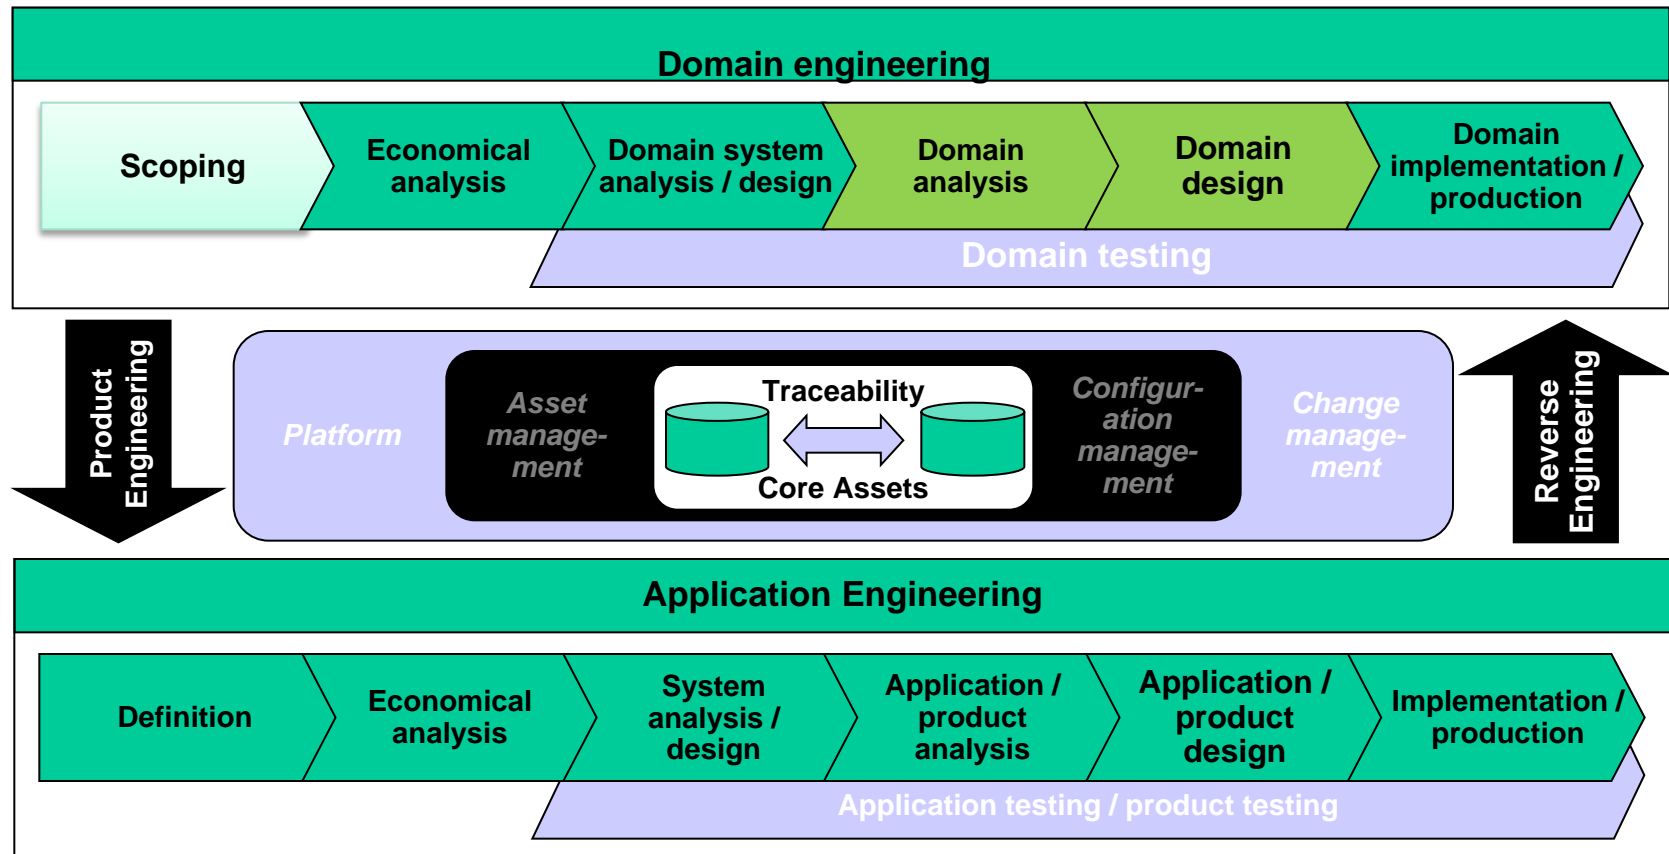 Domain engineering
Scoping
Economical
analysis
Domain system
analysis / design
Domain
analysis
Domain
design
Domain
implementation /
production
Domain testing
Product
Engineering
Platform
Asset
manage-
ment
Traceability
Core Assets
Configur-
ation
manage-
ment
Change
manage-
ment
Reverse
Engineering
Application Engineering
Definition
Economical
analysis
System
analysis /
design
Application /
product
analysis
Application /
product
design
Implementation /
production
Application testing / product testing